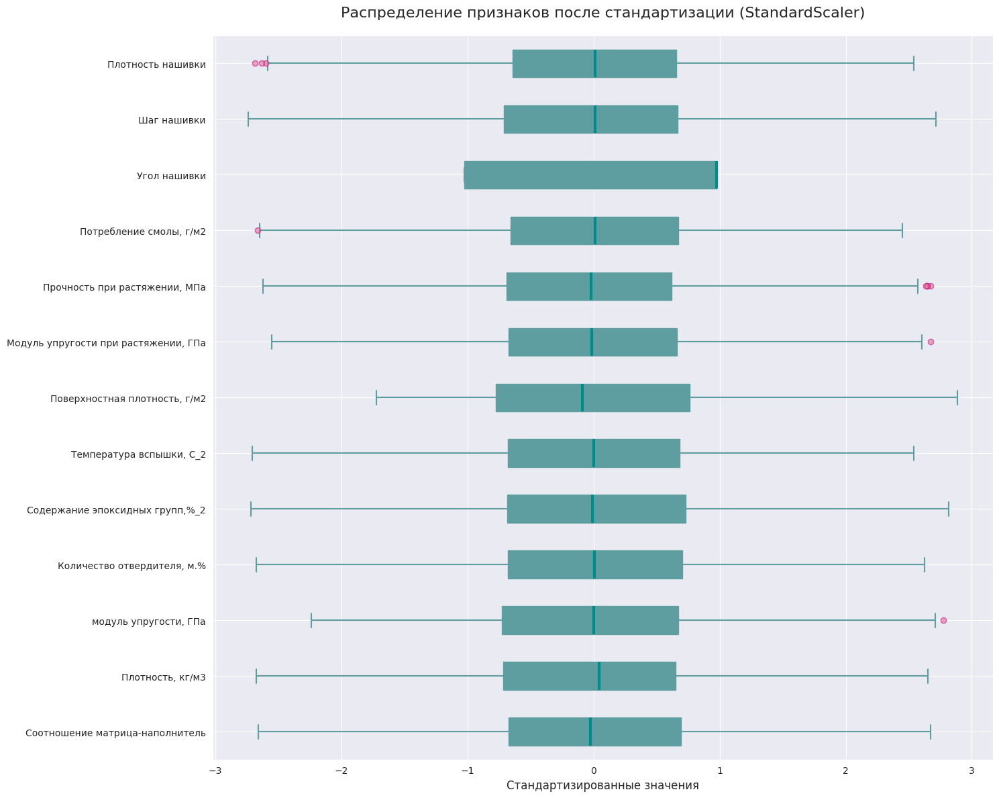 Распределение признаков после стандартизации (StandardScaler)
Плотность нашивки
Шаг нашивки
Угол нашивки
Потребление смолы, г/м2
Прочность при растяжении, МПа
Модуль упругости при растяжении, ГПа
Поверхностная плотность, г/м2
Температура вспышки, С_2
Содержание эпоксидных групп,%_2
Количество отвердителя, м.%
модуль упругости, ГПа
Плотность, кг/м3
Соотношение матрица-наполнитель
−3 −2 −1 0 1 2 3
Стандартизированные значения